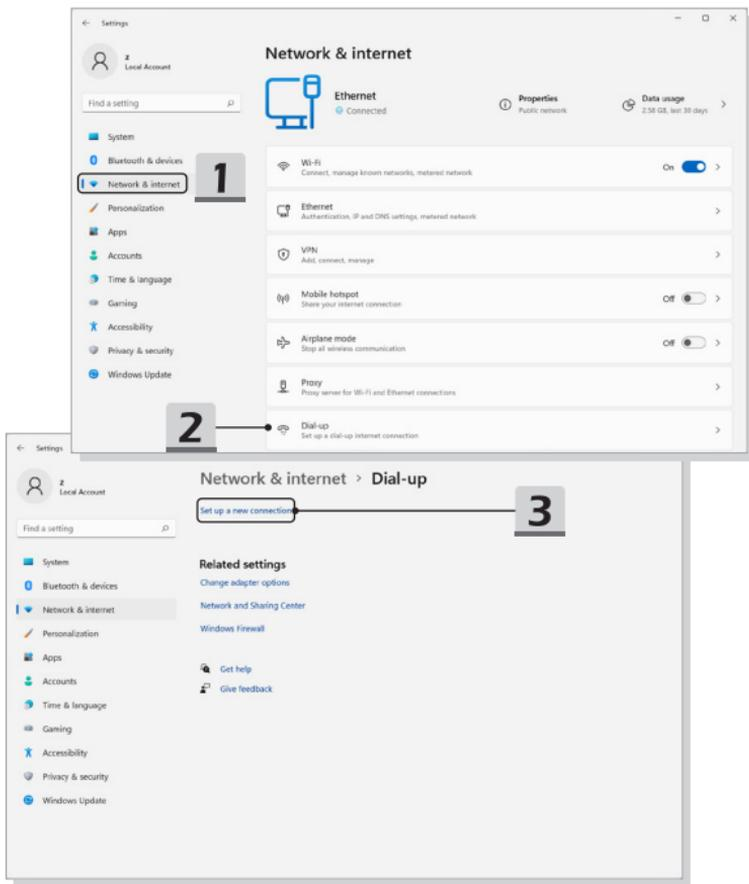 Settings
z
Local Account
Find a setting
System
Bluetooth & devices
Network & internet
Personalization
Apps
Accounts
Time & language
Gaming
Accessibility
Privacy & security
Windows Update
1
Network & internet
Ethernet
Connected
Properties
Public network
Data usage
2.58 GB, last 30 days
Wi-Fi
Connect, manage known networks, metered network
On
Ethernet
Authentication, IP and DNS settings, metered network
VPN
Add, connect, manage
Mobile hotspot
Share your internet connection
Off
Airplane mode
Stop all wireless communication
Off
Proxy
Proxy server for Wi-Fi and Ethernet connections
2
Dial-up
Set up a dial-up internet connection
Settings
z
Local Account
Find a setting
System
Bluetooth & devices
Network & internet
Personalization
Apps
Accounts
Time & language
Gaming
Accessibility
Privacy & security
Windows Update
Network & internet > Dial-up
Set up a new connection
3
Related settings
Change adapter options
Network and Sharing Center
Windows Firewall
Get help
Give feedback